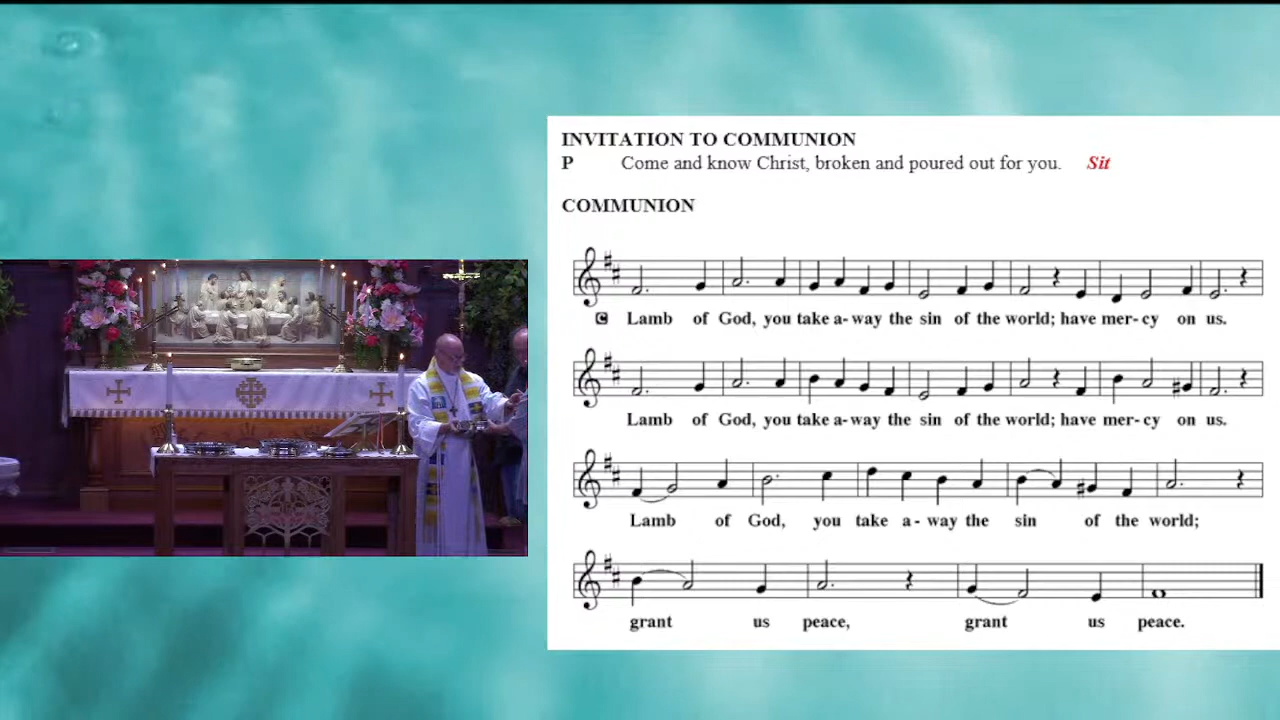 INVITATION TO COMMUNION
P Come and know Christ, broken and poured out for you. Sit
COMMUNION
C Lamb of God, you take a- way the sin of the world; have mer- cy on us.
Lamb of God, you take a- way the sin of the world; have mer- cy on us.
Lamb of God, you take a - way the sin of the world;
grant us peace, grant us peace.